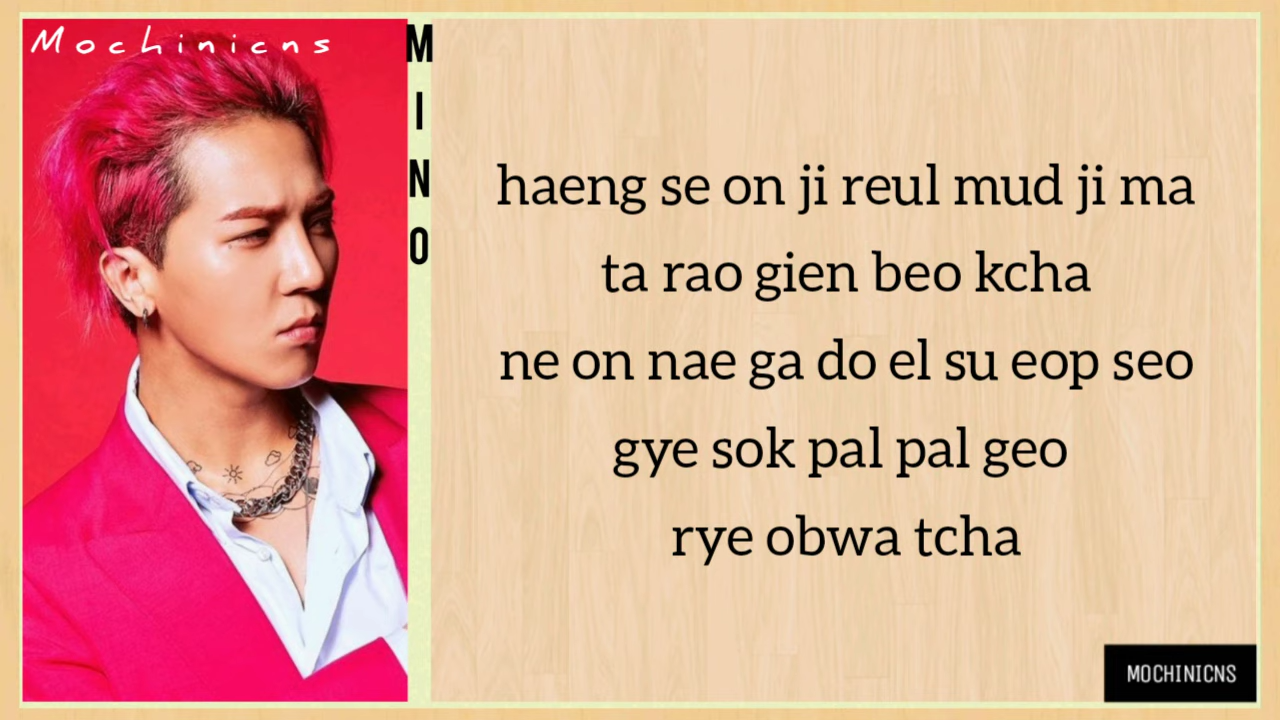 Mochinicns
MINO
haeng se on ji reul mud ji ma
ta rao gien beo kcha
ne on nae ga do el su eop seo
gye sok pal pal geo
rye obwa tcha
MOCHINICNS